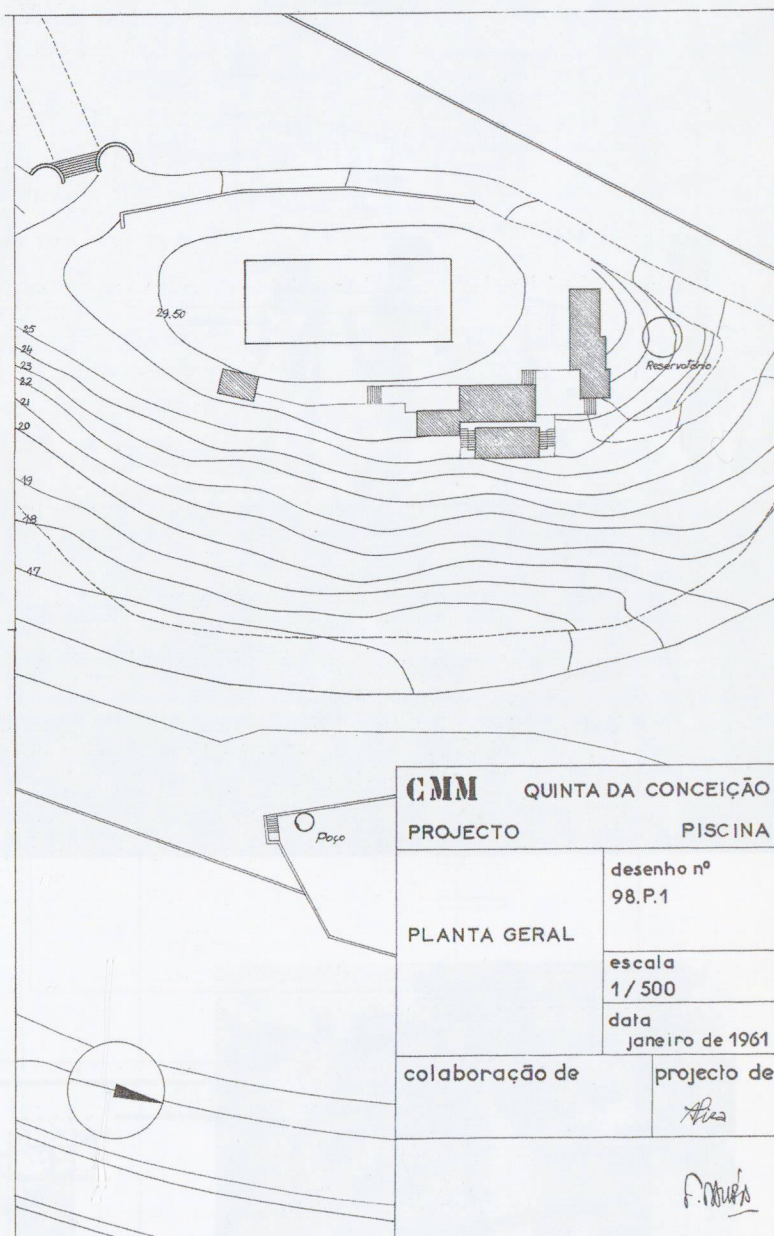 29.50
25
24
23
22
21
20
19
18
17
Reservatório
Poço
CMM QUINTA DA CONCEIÇÃO
PROJECTO PISCINA
PLANTA GERAL
desenho nº
98.P.1
escala
1/500
data
janeiro de 1961
colaboração de
projecto de